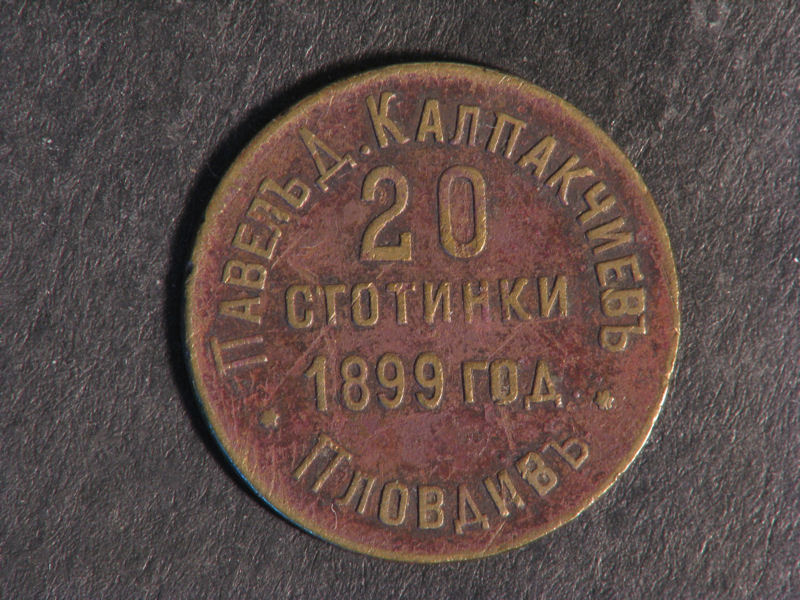 Павелъ Д. Калпакчиевъ
20
СТОТИНКИ
1899 ГОД
Пловдивъ